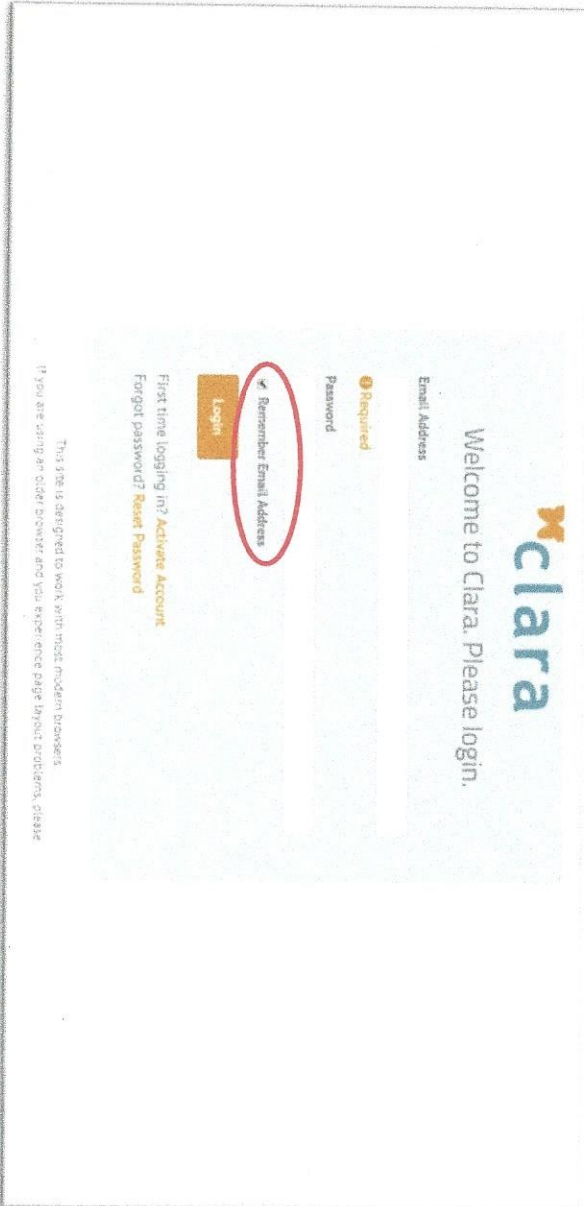 clara
Welcome to Clara. Please login.
Email Address
Required
Password
Remember Email Address
Login
First time logging in? Activate Account
Forgot password? Reset Password
This site is designed to work with most modern browsers.
If you are using an older browser and you experience page layout problems, please